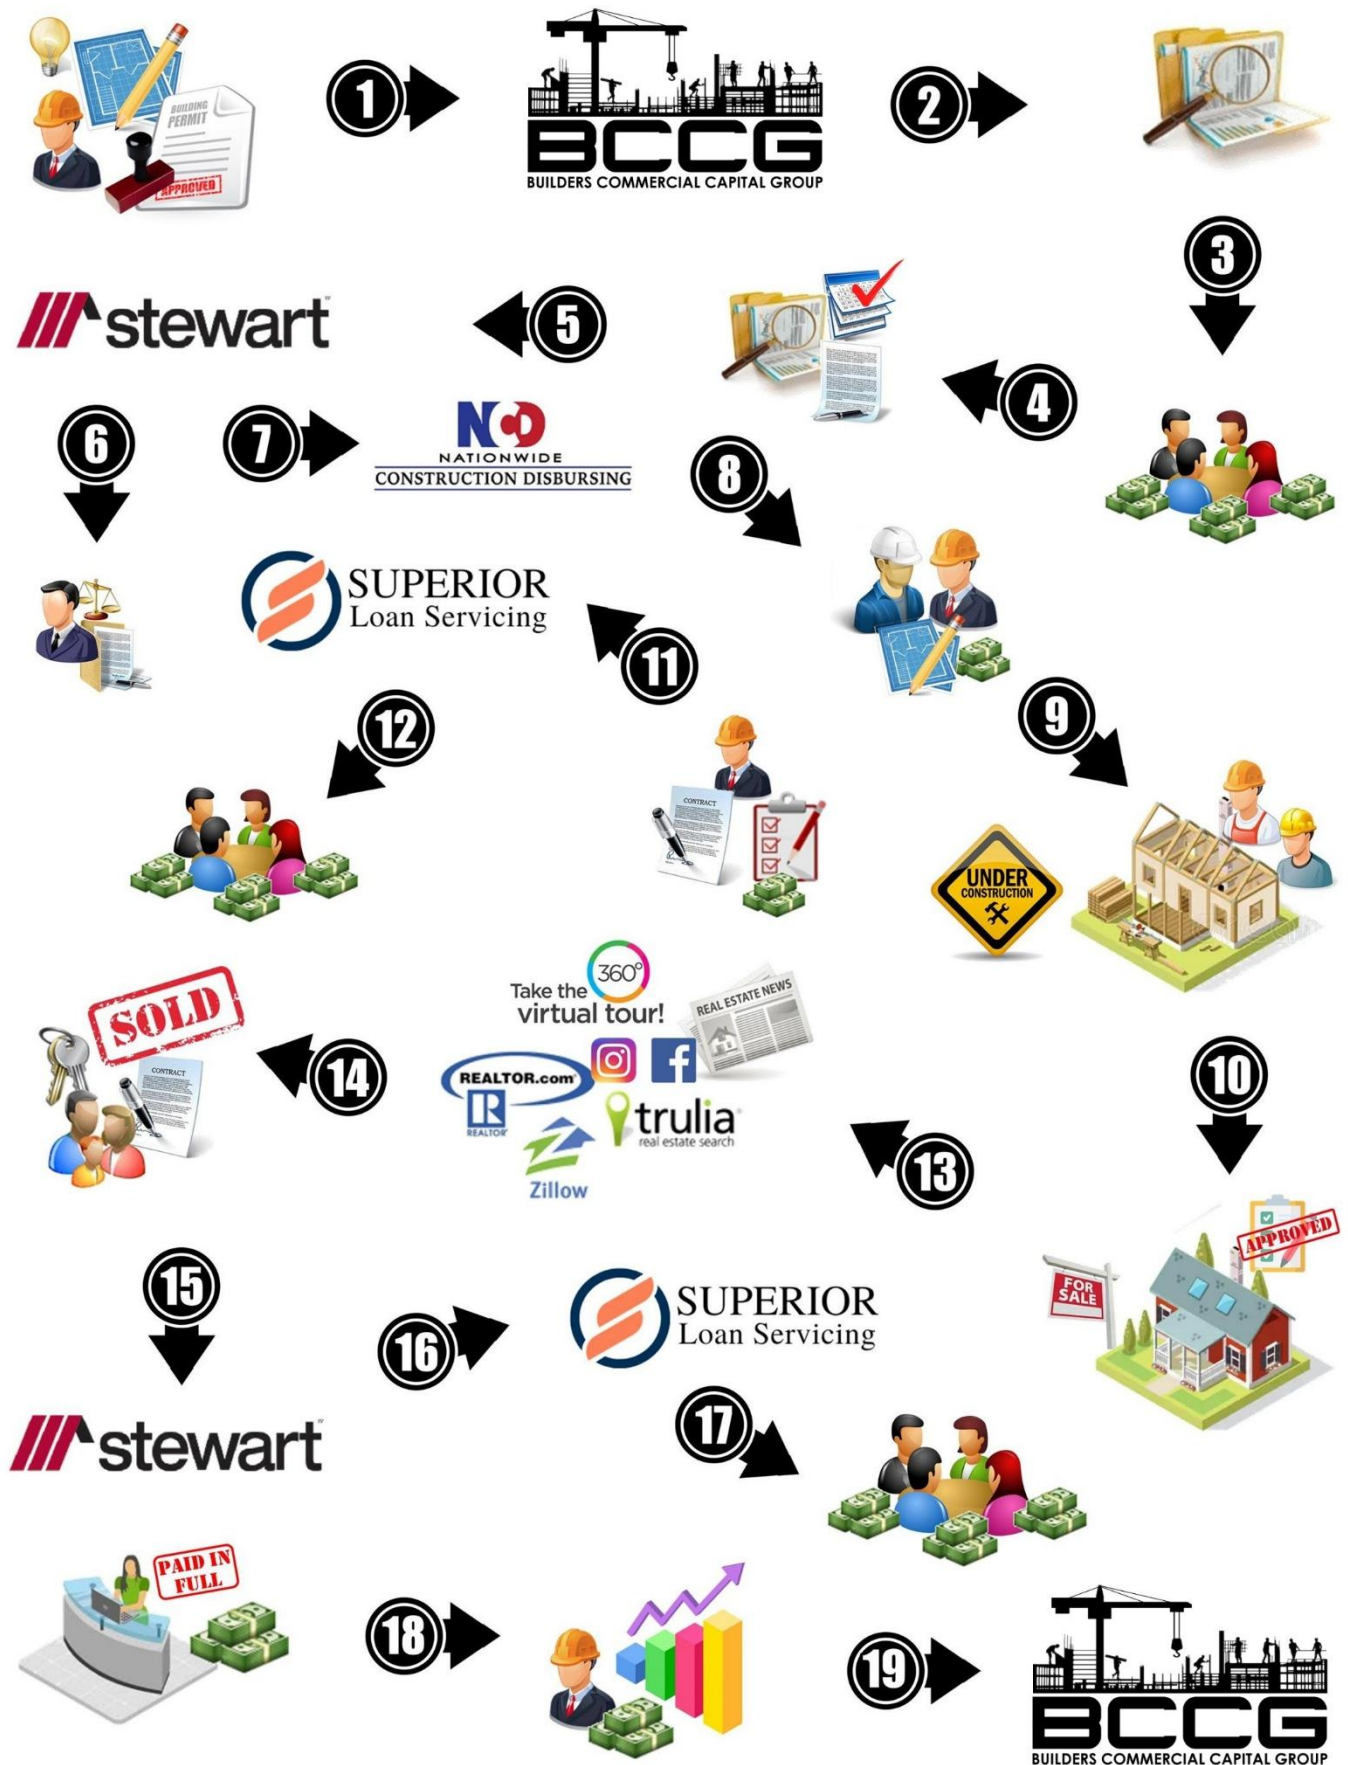 BUILDING
PERMIT
APPROVED
1
BCCG
BUILDERS COMMERCIAL CAPITAL GROUP
2
3
stewart
5
4
6
7
NCD
NATIONWIDE
CONSTRUCTION DISBURSING
8
SUPERIOR
Loan Servicing
11
9
12
CONTRACT
UNDER
CONSTRUCTION
SOLD
CONTRACT
14
360°
Take the
virtual tour!
REAL ESTATE NEWS
REALTOR.com
REALTOR
trulia
real estate search
Zillow
10
13
APPROVED
FOR
SALE
15
16
SUPERIOR
Loan Servicing
17
stewart
PAID IN
FULL
18
19
BCCG
BUILDERS COMMERCIAL CAPITAL GROUP